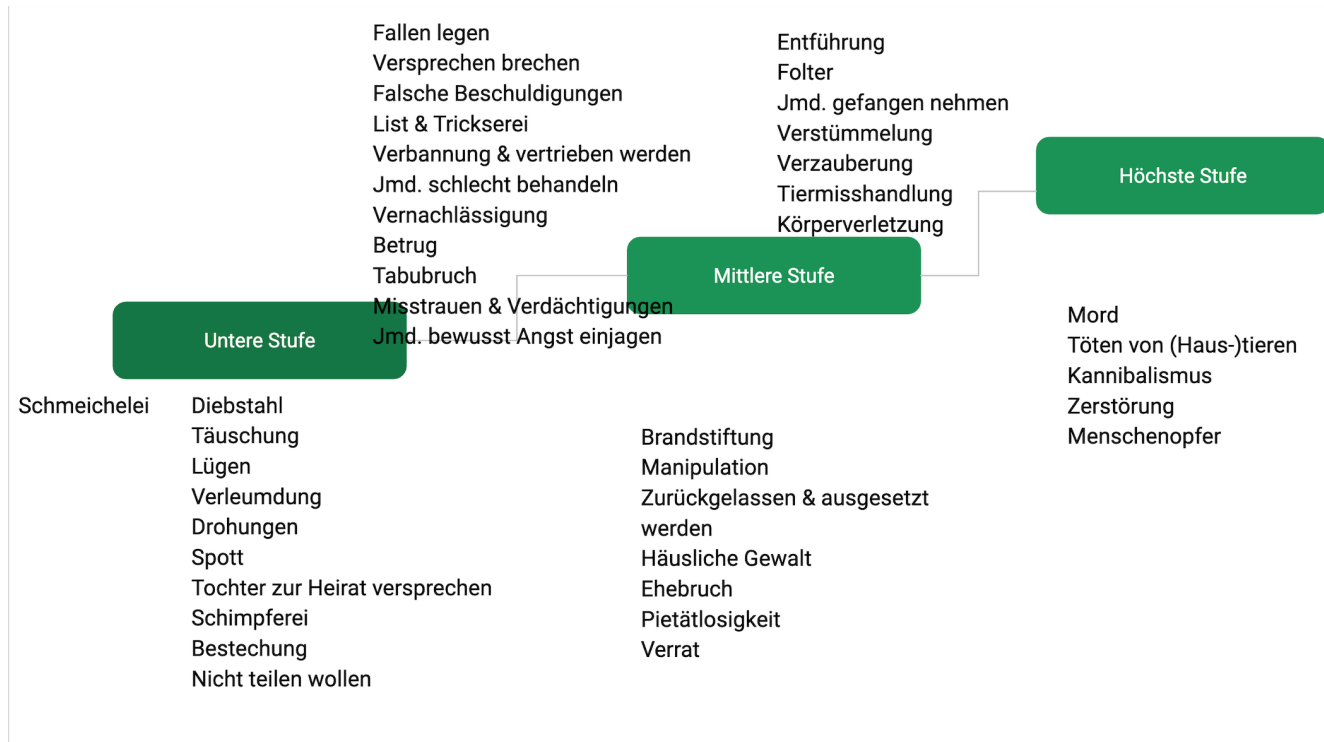 Fallen legen
Versprechen brechen
Falsche Beschuldigungen
List & Trickserei
Verbannung & vertrieben werden
Jmd. schlecht behandeln
Vernachlässigung
Betrug
Tabubruch
Misstrauen & Verdächtigungen
Jmd. bewusst Angst einjagen
Entführung
Folter
Jmd. gefangen nehmen
Verstümmelung
Verzauberung
Tiermisshandlung
Körperverletzung
Höchste Stufe
Mittlere Stufe
Untere Stufe
Schmeichelei
Diebstahl
Täuschung
Lügen
Verleumdung
Drohungen
Spott
Tochter zur Heirat versprechen
Schimpferei
Bestechung
Nicht teilen wollen
Brandstiftung
Manipulation
Zurückgelassen & ausgesetzt
werden
Häusliche Gewalt
Ehebruch
Pietätlosigkeit
Verrat
Mord
Töten von (Haus-)tieren
Kannibalismus
Zerstörung
Menschenopfer